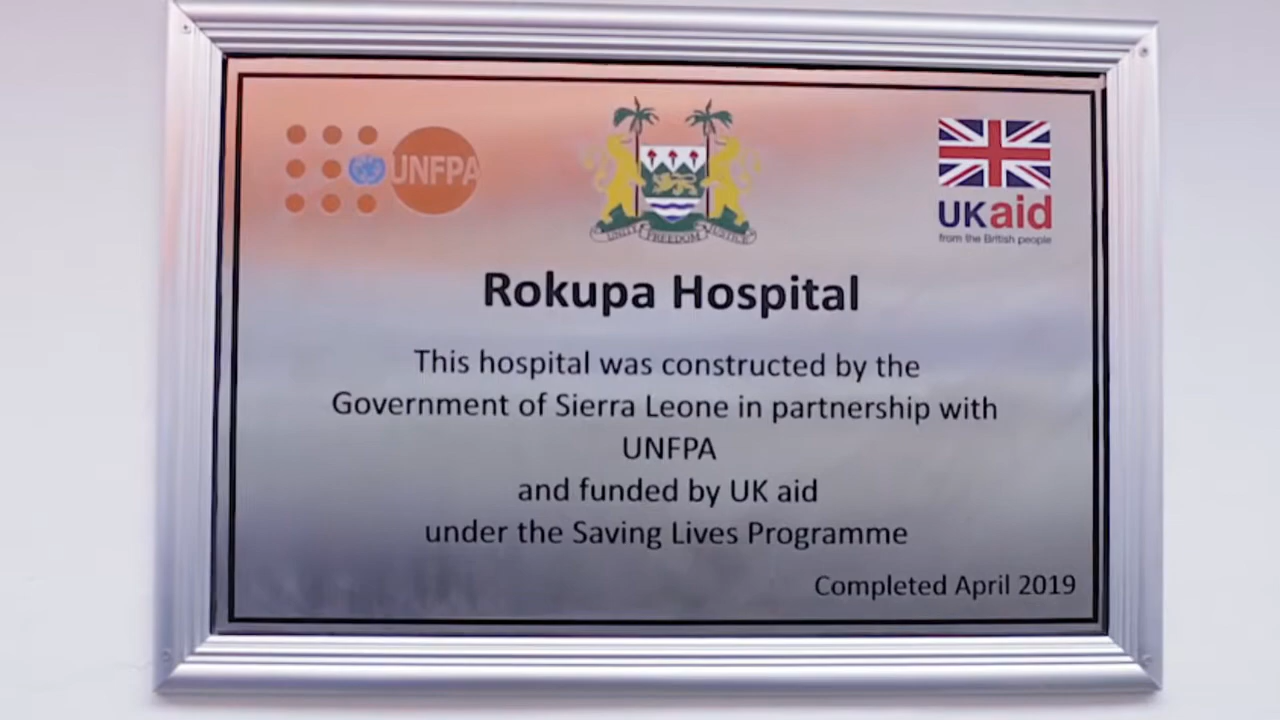 UNFPA
UNITY FREEDOM JUSTICE
UKaid
from the British people
Rokupa Hospital
This hospital was constructed by the
Government of Sierra Leone in partnership with
UNFPA
and funded by UK aid
under the Saving Lives Programme
Completed April 2019